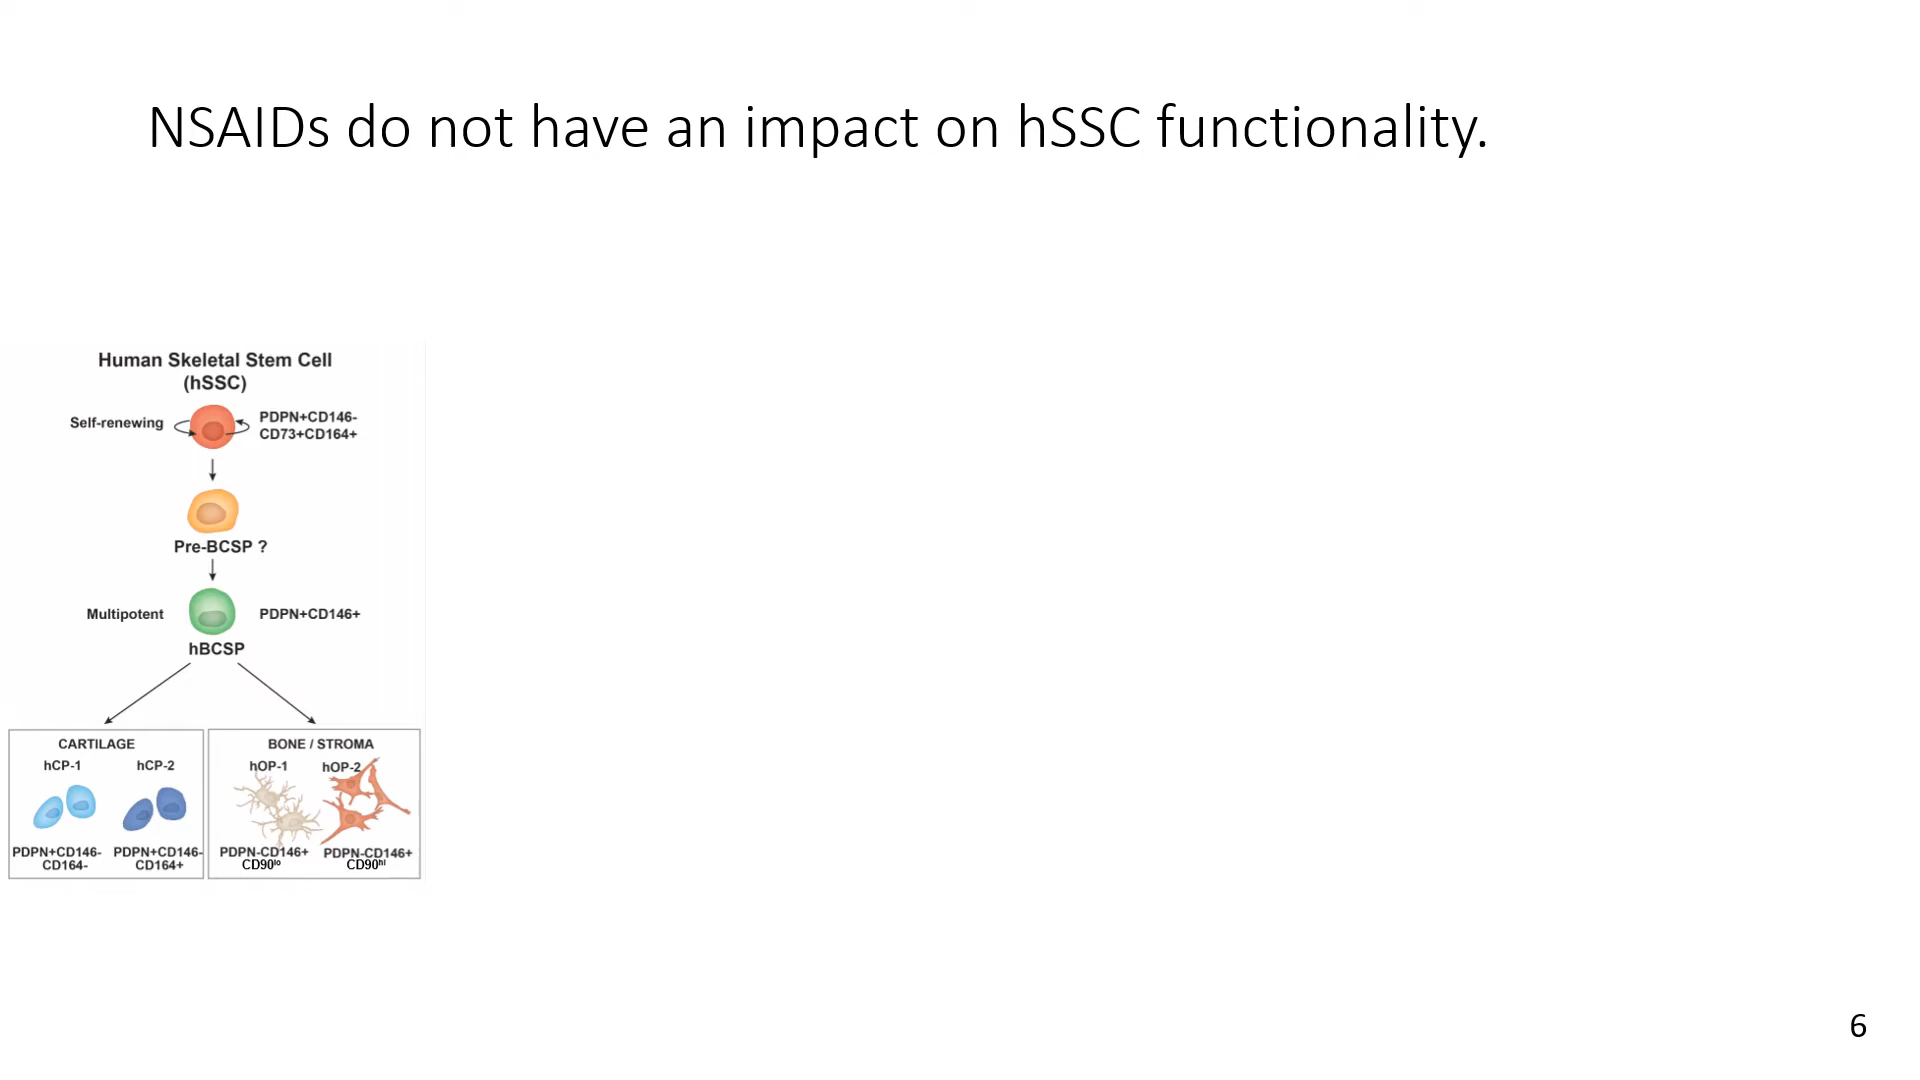 NSAIDs do not have an impact on hSSC functionality.
Human Skeletal Stem Cell
(hSSC)
Self-renewing
PDPN+CD146-
CD73+CD164+
Pre-BCSP ?
Multipotent
PDPN+CD146+
hBCSP
CARTILAGE
hCP-1 hCP-2
PDPN+CD146- PDPN+CD146-
CD164- CD164+
BONE / STROMA
hOP-1 hOP-2
PDPN-CD146+ PDPN-CD146+
CD90lo CD90hi
6